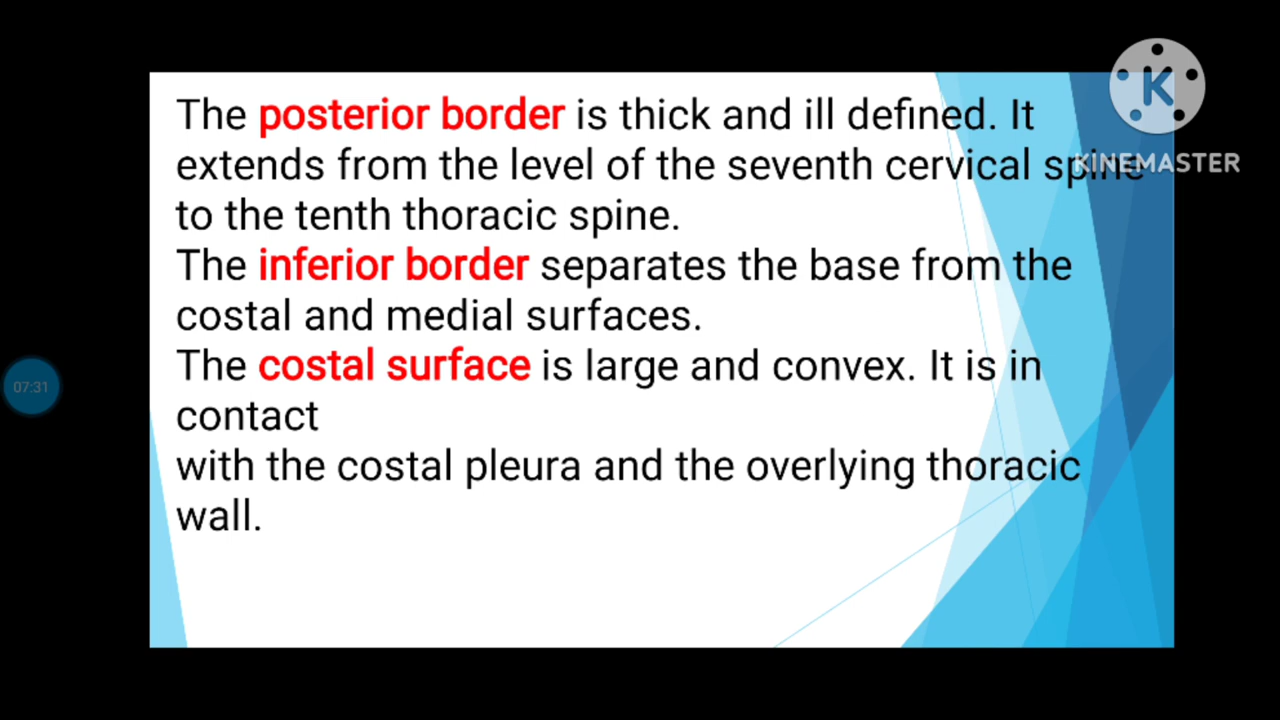 The posterior border is thick and ill defined. It
extends from the level of the seventh cervical spine
to the tenth thoracic spine.
The inferior border separates the base from the
costal and medial surfaces.
The costal surface is large and convex. It is in
contact
with the costal pleura and the overlying thoracic
wall.
K
KINEMASTER
07:31